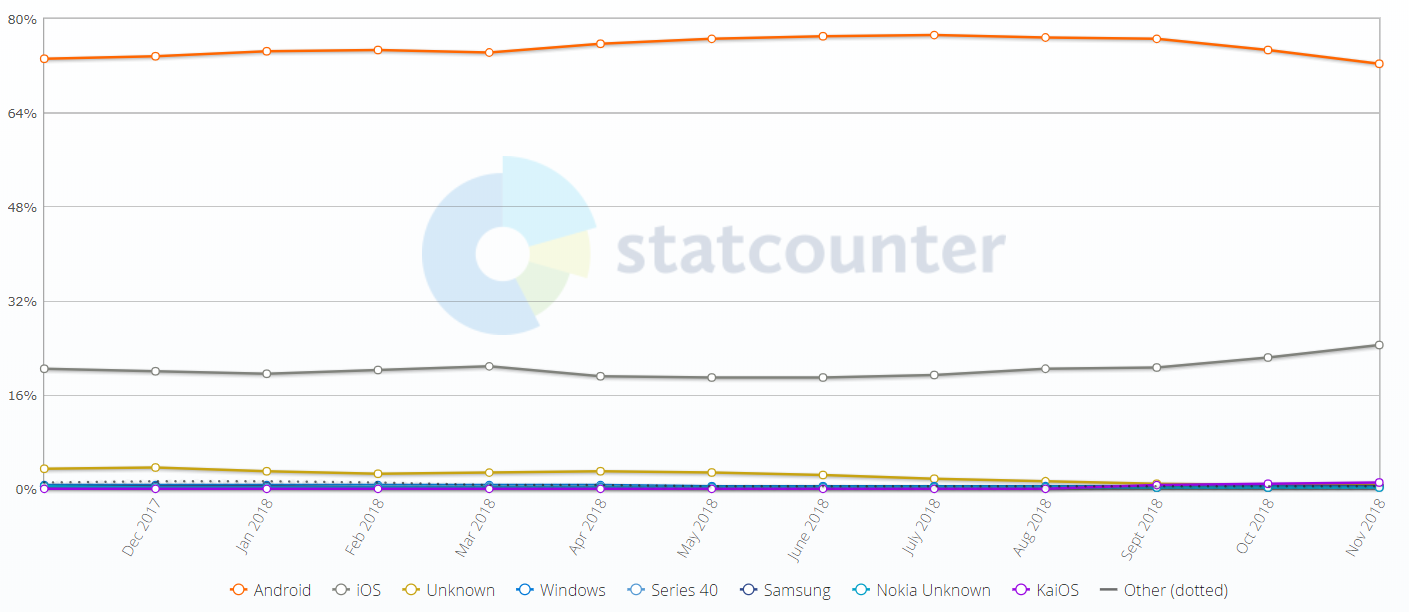 80%
64%
statcounter
48%
32%
16%
0%
Dec 2017 Jan 2018 Feb 2018 Mar 2018 Apr 2018 May 2018 June 2018 July 2018 Aug 2018 Sept 2018 Oct 2018 Nov 2018
Android iOS Unknown Windows Series 40 Samsung Nokia Unknown KaiOS Other (dotted)